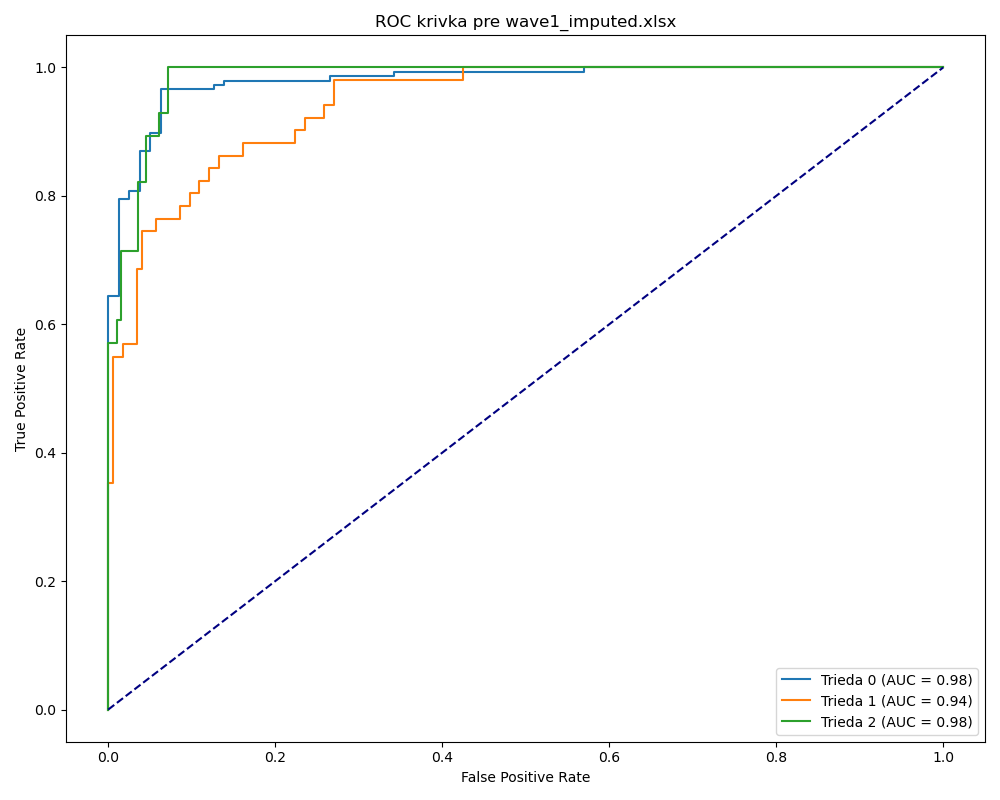 ROC krivka pre wave1_imputed.xlsx
True Positive Rate
1.0
0.8
0.6
0.4
0.2
0.0
0.0 0.2 0.4 0.6 0.8 1.0
False Positive Rate
Trieda 0 (AUC = 0.98)
Trieda 1 (AUC = 0.94)
Trieda 2 (AUC = 0.98)